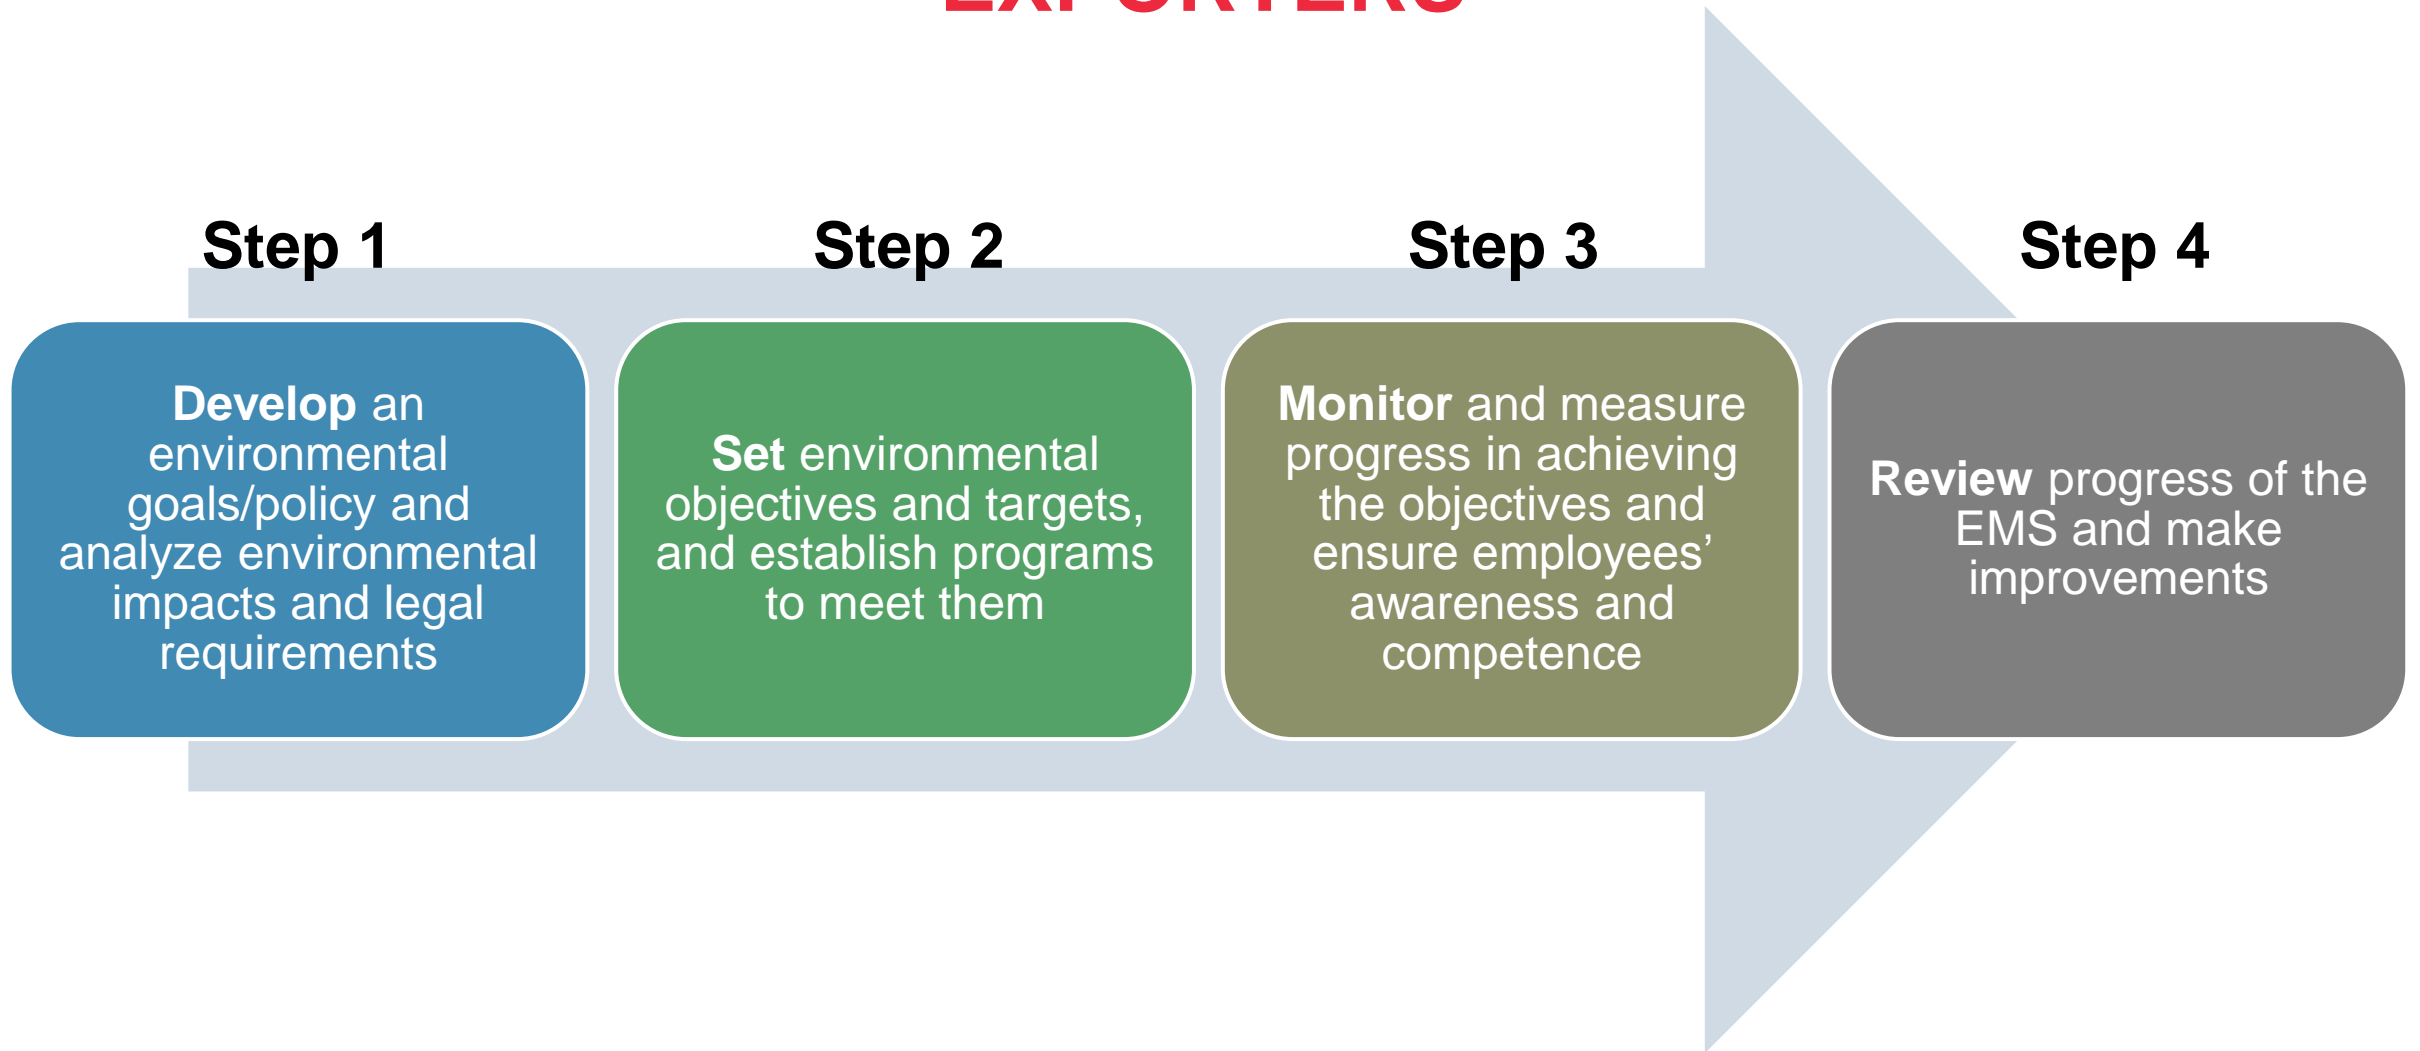 EXPORTERS
Step 1
Step 2
Step 3
Step 4
Develop an
environmental
goals/policy and
analyze environmental
impacts and legal
requirements
Set environmental
objectives and targets,
and establish programs
to meet them
Monitor and measure
progress in achieving
the objectives and
ensure employees’
awareness and
competence
Review progress of the
EMS and make
improvements